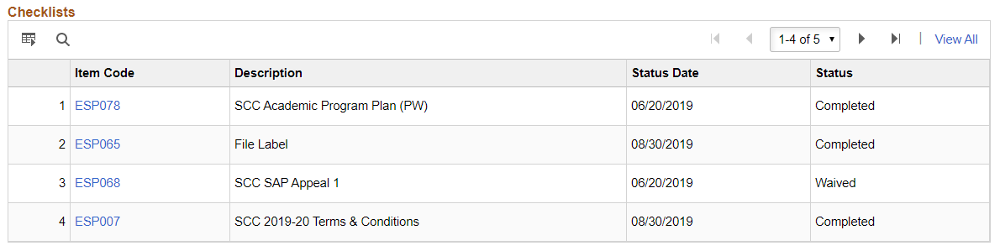 Checklists
1-4 of 5 | View All
Item Code Description Status Date Status
1 ESP078 SCC Academic Program Plan (PW) 06/20/2019 Completed
2 ESP065 File Label 08/30/2019 Completed
3 ESP068 SCC SAP Appeal 1 06/20/2019 Waived
4 ESP007 SCC 2019-20 Terms & Conditions 08/30/2019 Completed